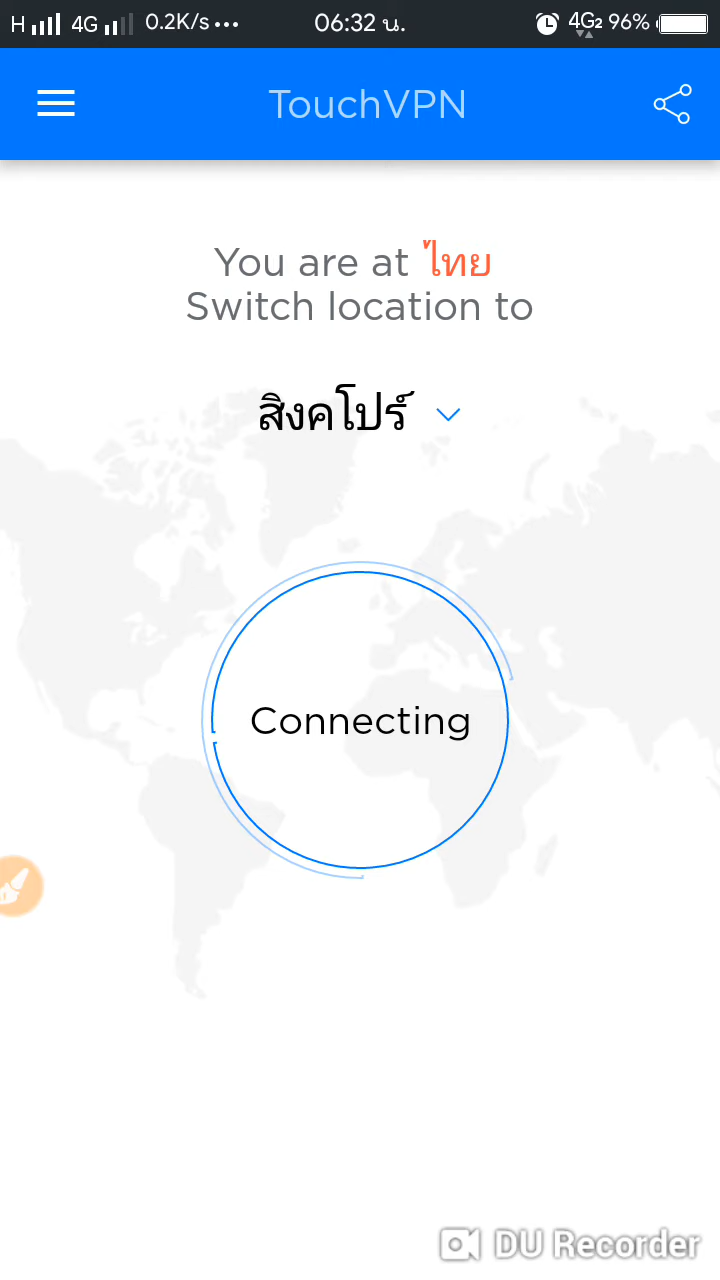 H 4G 0.2K/s ... 06:32 น. 4G2 96%
TouchVPN
You are at ไทย
Switch location to
สิงคโปร์
Connecting
DU Recorder